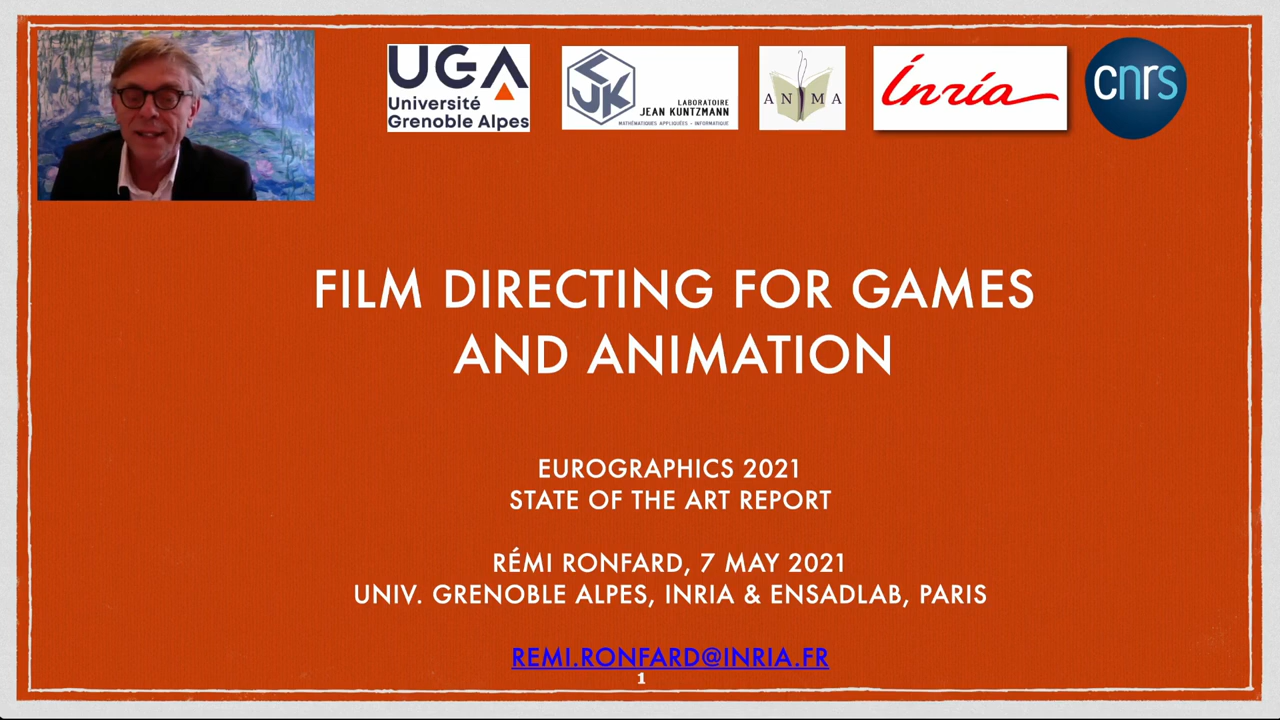 UGA
Université
Grenoble Alpes
LJK
LABORATOIRE
JEAN KUNTZMANN
MATHÉMATIQUES APPLIQUÉES - INFORMATIQUE
ANIMA
Inria
cnrs
FILM DIRECTING FOR GAMES
AND ANIMATION
EUROGRAPHICS 2021
STATE OF THE ART REPORT
RÉMI RONFARD, 7 MAY 2021
UNIV. GRENOBLE ALPES, INRIA & ENSADLAB, PARIS
REMI.RONFARD@INRIA.FR
1